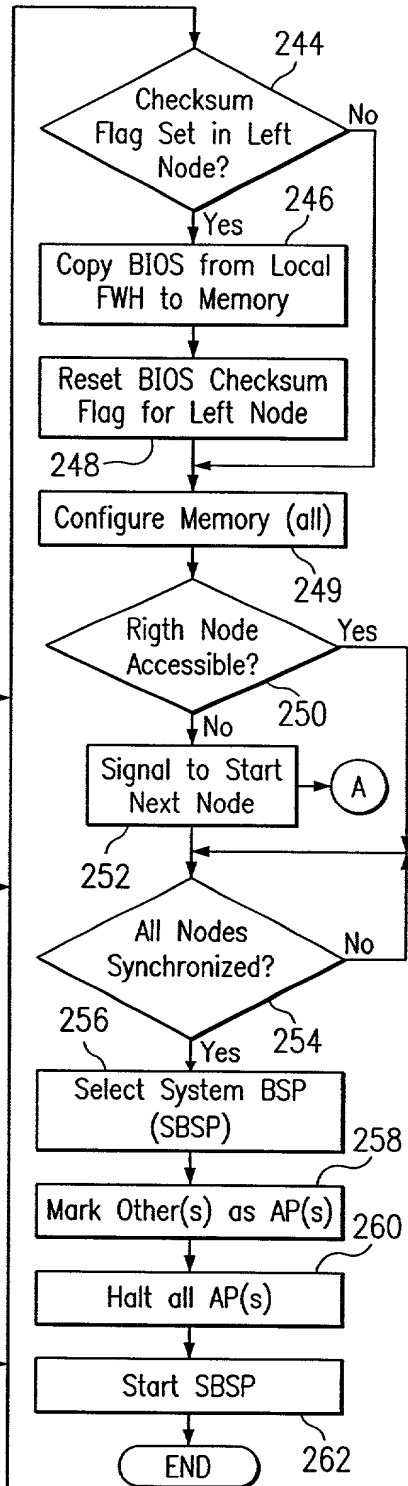 244
Checksum
Flag Set in Left
Node?
No
Yes
246
Copy BIOS from Local
FWH to Memory
Reset BIOS Checksum
Flag for Left Node
248
Configure Memory (all)
249
Rigth Node
Accessible?
Yes
250
No
Signal to Start
Next Node
A
252
All Nodes
Synchronized?
No
254
256
Yes
Select System BSP
(SBSP)
258
Mark Other(s) as AP(s)
260
Halt all AP(s)
Start SBSP
262
END